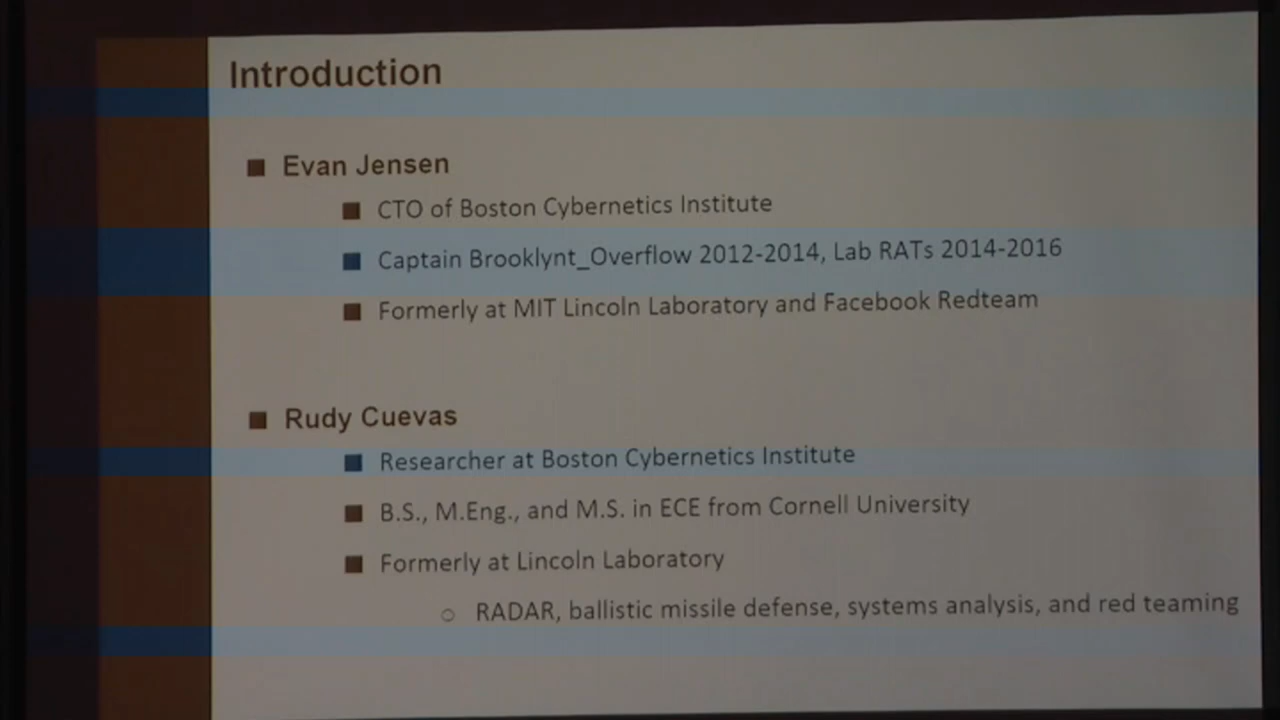 Introduction
Evan Jensen
CTO of Boston Cybernetics Institute
Captain Brooklynt_Overflow 2012-2014, Lab RATs 2014-2016
Formerly at MIT Lincoln Laboratory and Facebook Redteam
Rudy Cuevas
Researcher at Boston Cybernetics Institute
B.S., M.Eng., and M.S. in ECE from Cornell University
Formerly at Lincoln Laboratory
RADAR, ballistic missile defense, systems analysis, and red teaming